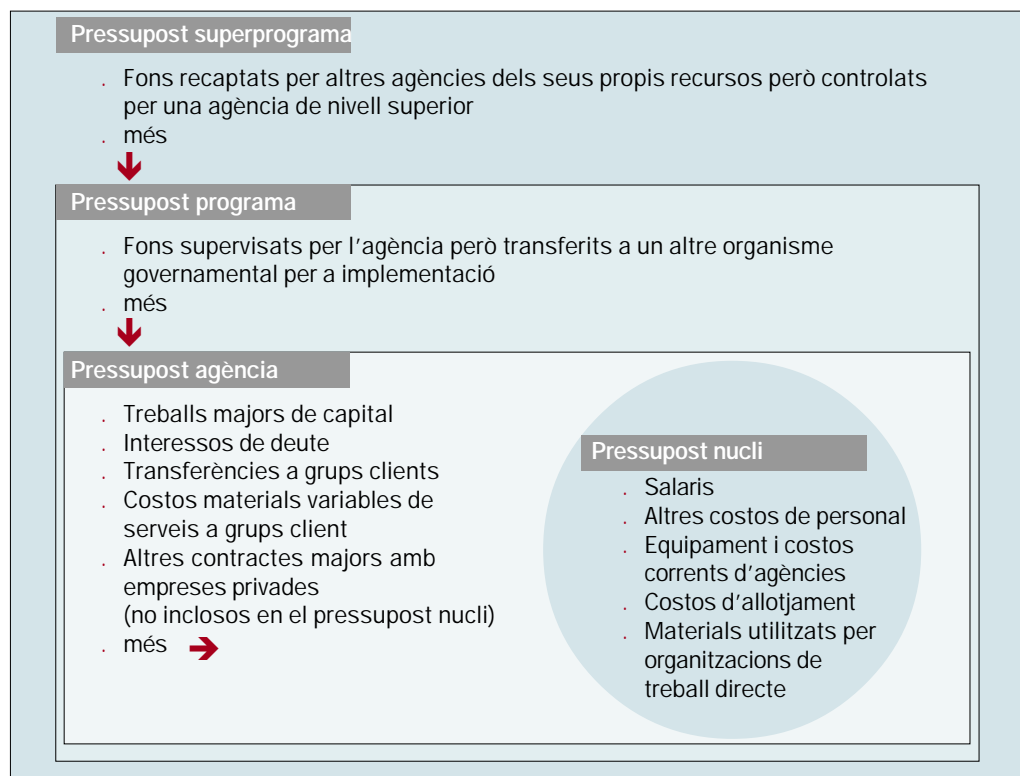 Pressupost superprograma
. Fons recaptats per altres agències dels seus propis recursos però controlats
per una agència de nivell superior
. més
Pressupost programa
. Fons supervisats per l'agència però transferits a un altre organisme
governamental per a implementació
. més
Pressupost agència
. Treballs majors de capital
. Interessos de deute
. Transferències a grups clients
. Costos materials variables de
serveis a grups client
. Altres contractes majors amb
empreses privades
(no inclosos en el pressupost nucli)
. més
Pressupost nucli
. Salaris
. Altres costos de personal
. Equipament i costos
corrents d'agències
. Costos d'allotjament
. Materials utilitzats per
organitzacions de
treball directe